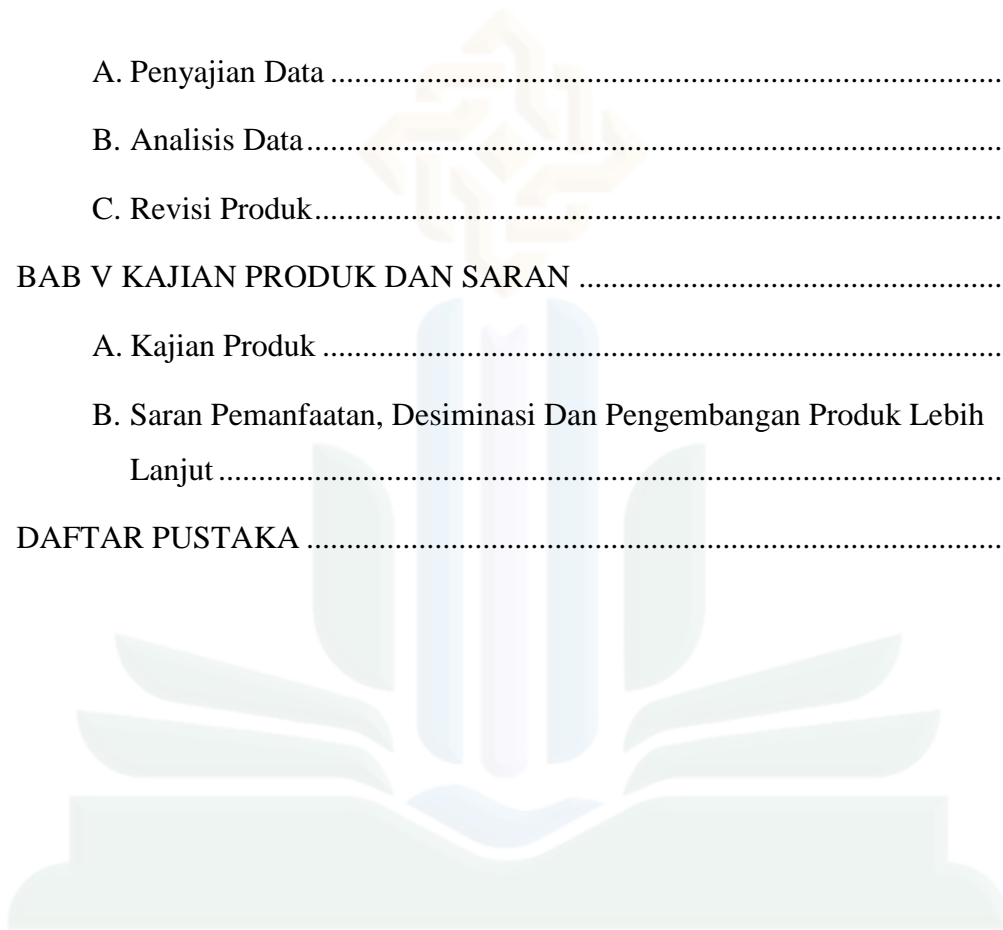 A. Penyajian Data ........................................................................................
B. Analisis Data ...........................................................................................
C. Revisi Produk ..........................................................................................
BAB V KAJIAN PRODUK DAN SARAN .....................................................
A. Kajian Produk .........................................................................................
B. Saran Pemanfaatan, Desiminasi Dan Pengembangan Produk Lebih
Lanjut ..................................................................................................
DAFTAR PUSTAKA ........................................................................................